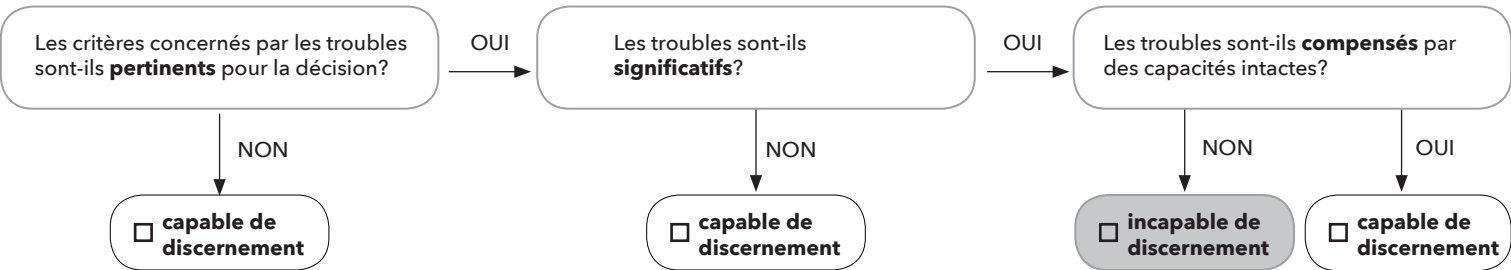 Les critères concernés par les troubles
sont-ils pertinents pour la décision?
OUI
Les troubles sont-ils
significatifs?
OUI
Les troubles sont-ils compensés par
des capacités intactes?
NON
NON
NON
OUI
☐ capable de
discernement
☐ capable de
discernement
☐ incapable de
discernement
☐ capable de
discernement